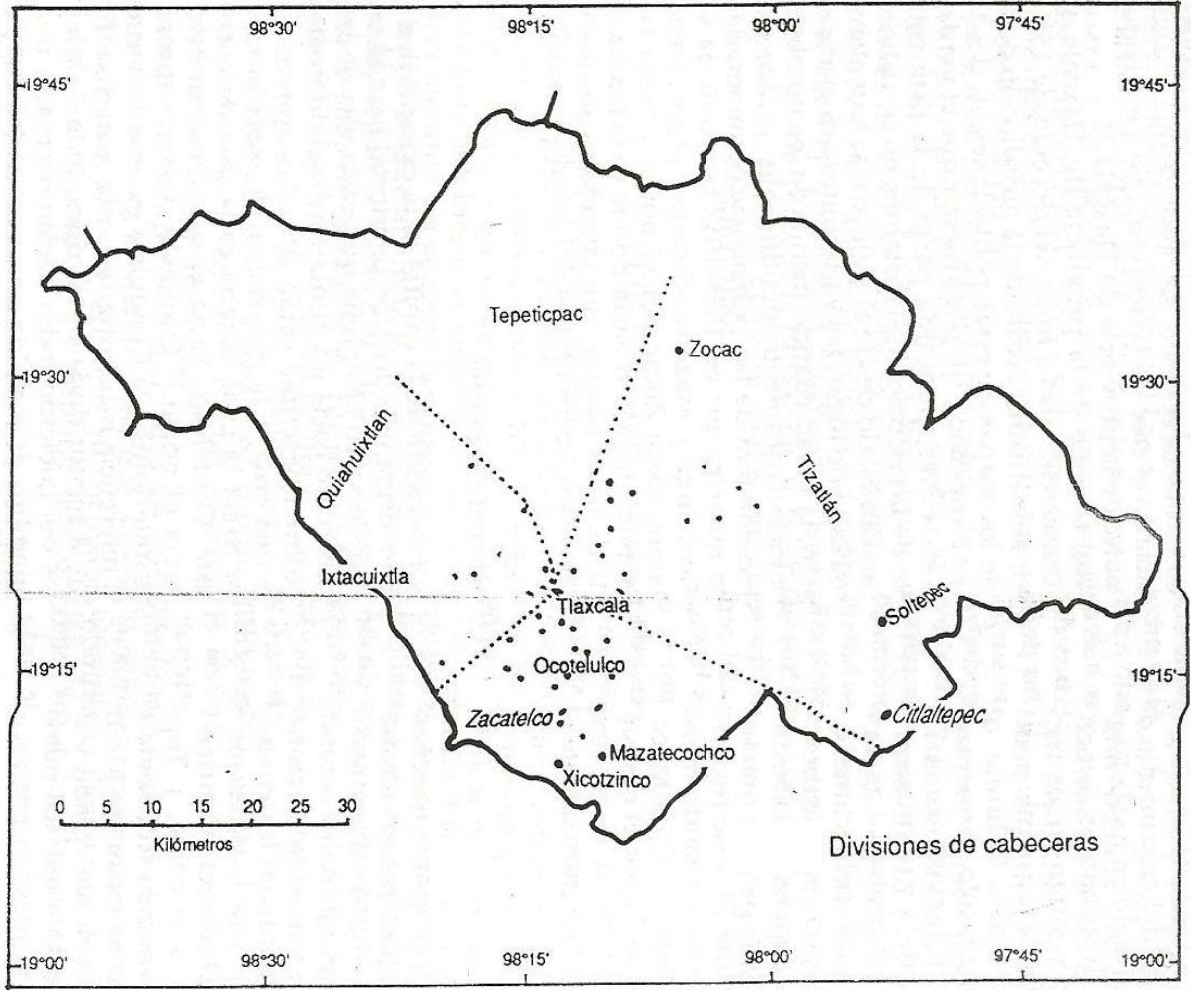 98°30' 98°15' 98°00' 97°45'
19°45' 19°45'
Tepeticpac
Zocac
19°30' 19°30'
Quiahuixtlan
Tizatlán
Ixtacuixtla
Tlaxcala
Soltepec
Ocotelulco
19°15' 19°15'
Zacatelco
Citlaltepec
Mazatecochco
Xicotzinco
0 5 10 15 20 25 30
Kilómetros
Divisiones de cabeceras
19°00' 19°00'
98°30' 98°15' 98°00' 97°45'